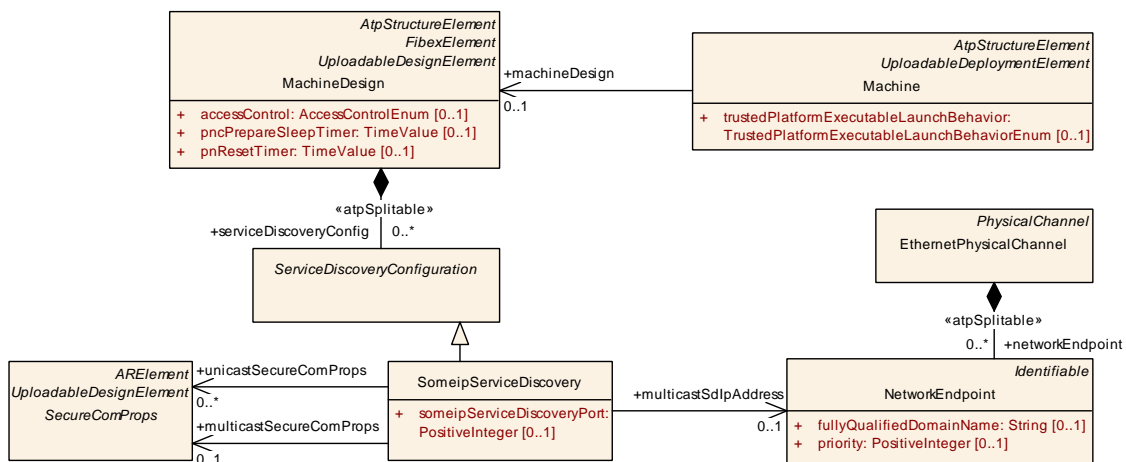 AtpStructureElement
FibexElement
UploadableDesignElement
MachineDesign
+ accessControl: AccessControlEnum [0..1]
+ pncPrepareSleepTimer: TimeValue [0..1]
+ pnResetTimer: TimeValue [0..1]
+machineDesign
0..1
AtpStructureElement
UploadableDeploymentElement
Machine
+ trustedPlatformExecutableLaunchBehavior:
TrustedPlatformExecutableLaunchBehaviorEnum [0..1]
«atpSplitable»
+serviceDiscoveryConfig 0..*
ServiceDiscoveryConfiguration
PhysicalChannel
EthernetPhysicalChannel
«atpSplitable»
0..* +networkEndpoint
ARElement
UploadableDesignElement
SecureComProps
+unicastSecureComProps
0..*
+multicastSecureComProps
0..1
SomeipServiceDiscovery
+ someipServiceDiscoveryPort:
PositiveInteger [0..1]
+multicastSdIpAddress
0..1
Identifiable
NetworkEndpoint
+ fullyQualifiedDomainName: String [0..1]
+ priority: PositiveInteger [0..1]